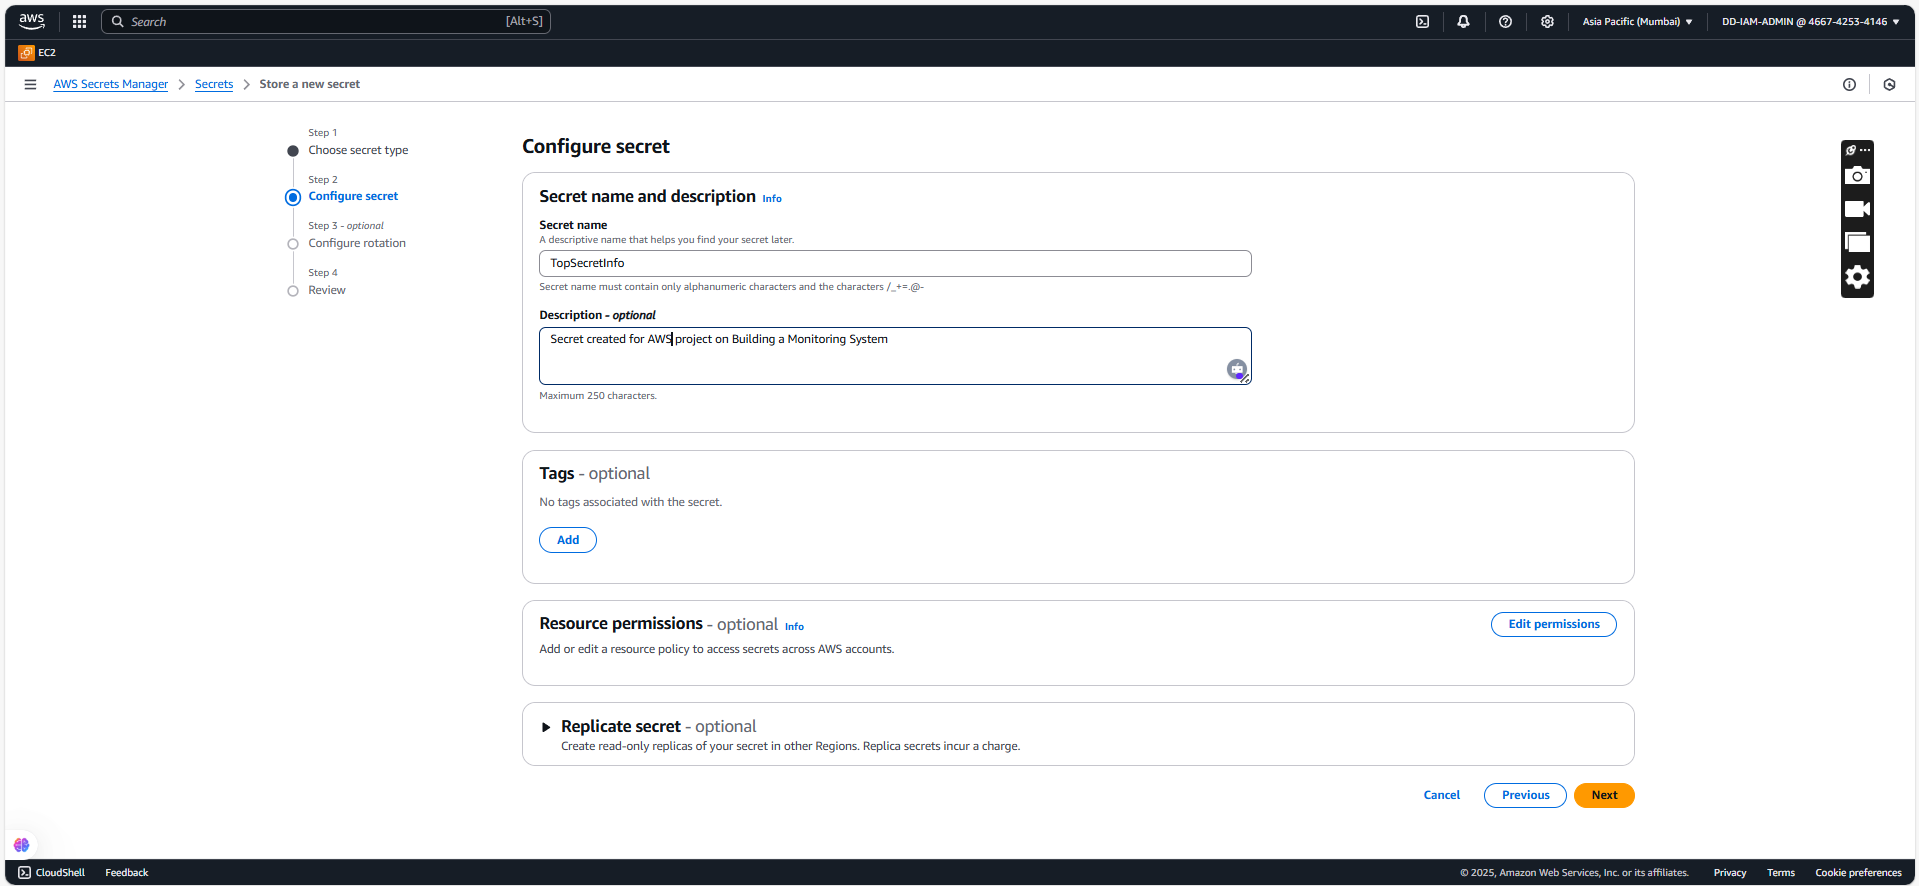 aws
Search
[Alt+S]
Asia Pacific (Mumbai)
DD-IAM-ADMIN @ 4667-4253-4146
EC2
AWS Secrets Manager
Secrets
Store a new secret
Step 1
Choose secret type
Step 2
Configure secret
Step 3 - optional
Configure rotation
Step 4
Review
Configure secret
Secret name and description Info
Secret name
A descriptive name that helps you find your secret later.
TopSecretInfo
Secret name must contain only alphanumeric characters and the characters /_+=.@-
Description - optional
Secret created for AWS project on Building a Monitoring System
Maximum 250 characters.
Tags - optional
No tags associated with the secret.
Add
Resource permissions - optional Info
Edit permissions
Add or edit a resource policy to access secrets across AWS accounts.
Replicate secret - optional
Create read-only replicas of your secret in other Regions. Replica secrets incur a charge.
Cancel
Previous
Next
CloudShell
Feedback
© 2025, Amazon Web Services, Inc. or its affiliates.
Privacy
Terms
Cookie preferences